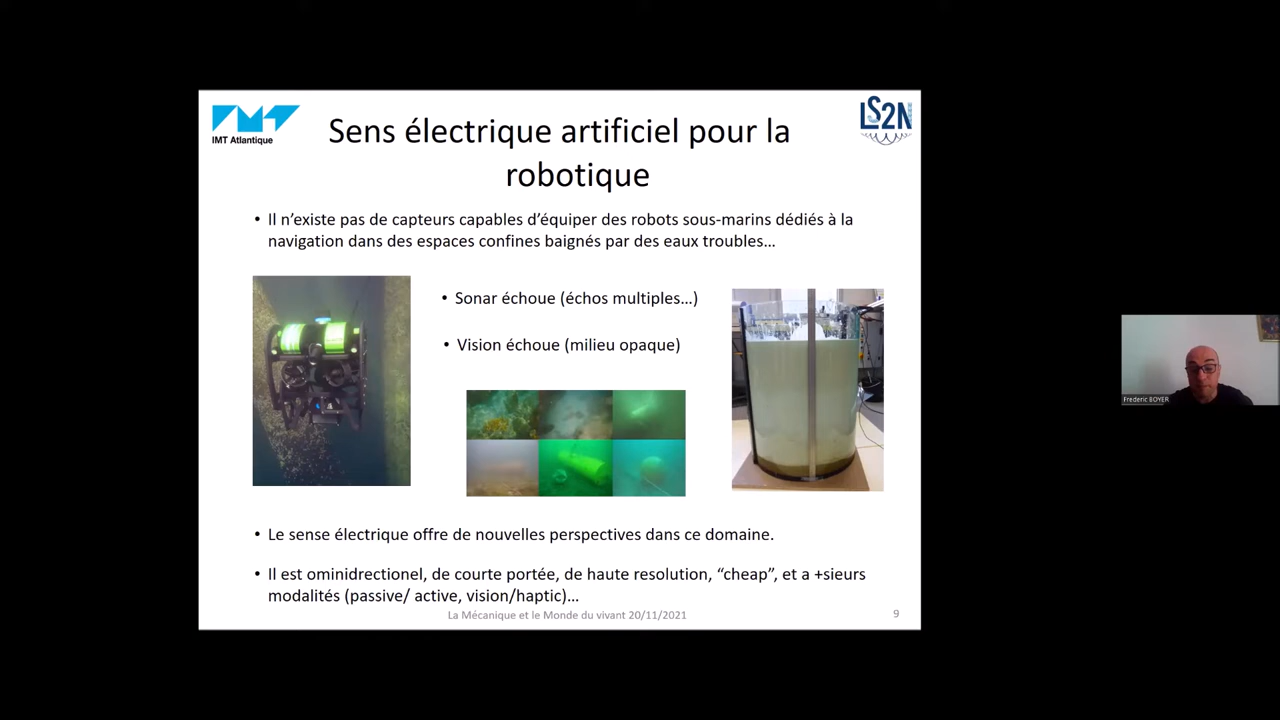 IMT Atlantique
LS2N
Sens électrique artificiel pour la
robotique
• Il n’existe pas de capteurs capables d’équiper des robots sous-marins dédiés à la
navigation dans des espaces confines baignés par des eaux troubles…
• Sonar échoue (échos multiples…)
• Vision échoue (milieu opaque)
• Le sense électrique offre de nouvelles perspectives dans ce domaine.
• Il est ominidrectionel, de courte portée, de haute resolution, “cheap”, et a +sieurs
modalités (passive/ active, vision/haptic)…
La Mécanique et le Monde du vivant 20/11/2021
9
Frédéric BOYER